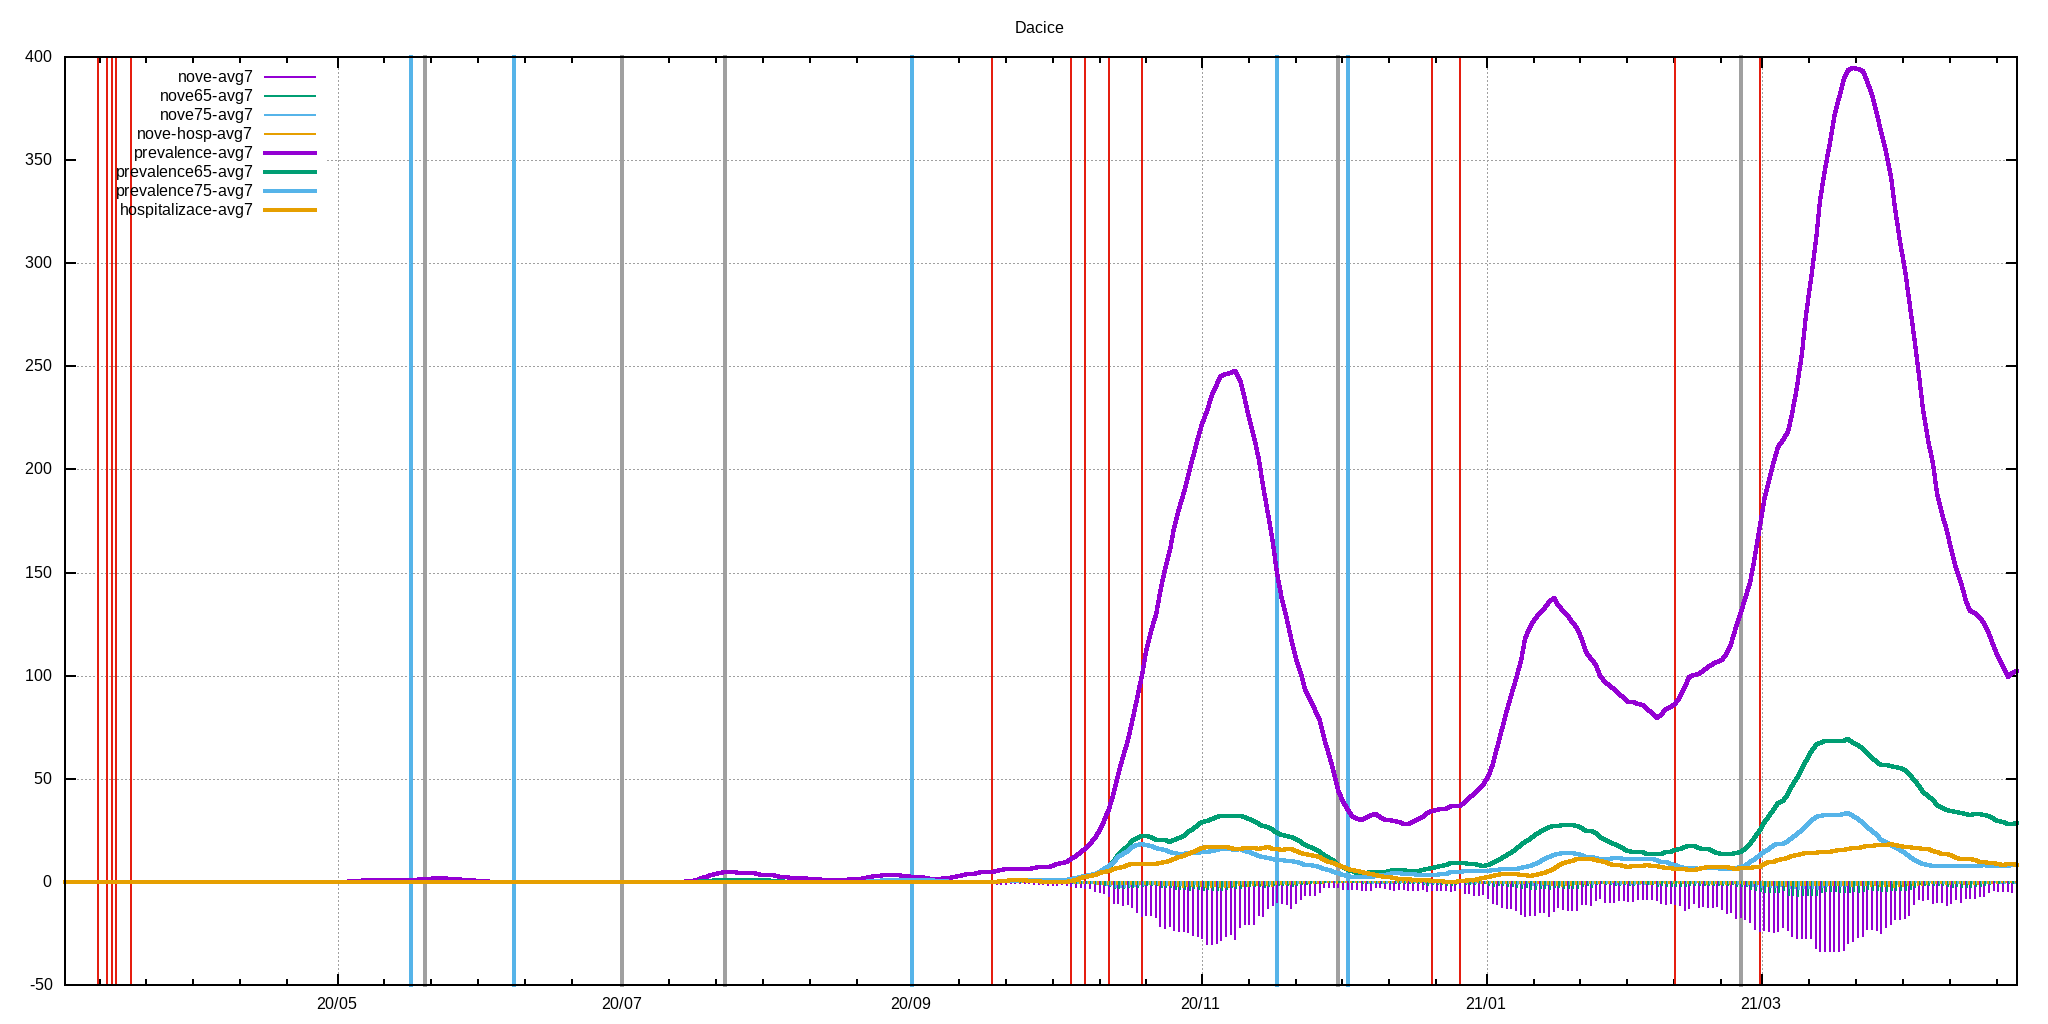 Dacice
400
350
300
250
200
150
100
50
0
-50
nove-avg7
nove65-avg7
nove75-avg7
nove-hosp-avg7
prevalence-avg7
prevalence65-avg7
prevalence75-avg7
hospitalizace-avg7
20/05 20/07 20/09 20/11 21/01 21/03